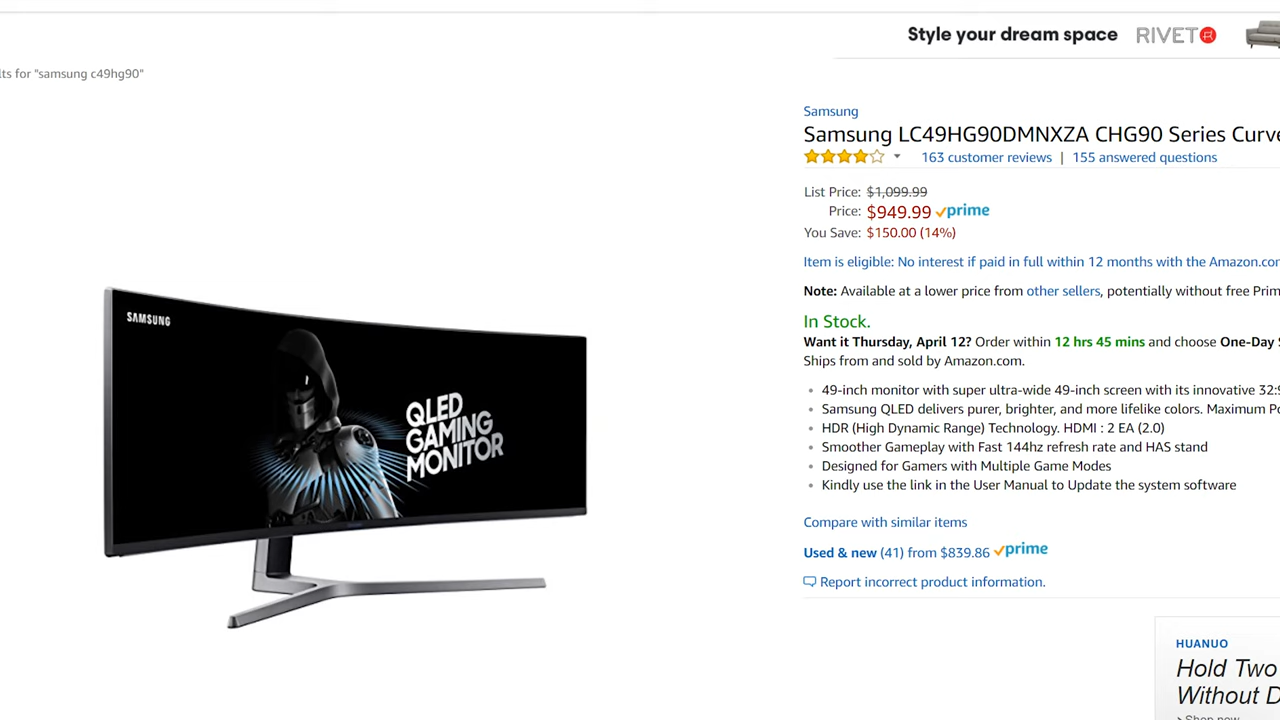 Style your dream space RIVET R
lts for "samsung c49hg90"
Samsung
Samsung LC49HG90DMNXZA CHG90 Series Curve
163 customer reviews | 155 answered questions
List Price: $1,099.99
Price: $949.99 prime
You Save: $150.00 (14%)
Item is eligible: No interest if paid in full within 12 months with the Amazon.com
Note: Available at a lower price from other sellers, potentially without free Prim
In Stock.
Want it Thursday, April 12? Order within 12 hrs 45 mins and choose One-Day S
Ships from and sold by Amazon.com.
• 49-inch monitor with super ultra-wide 49-inch screen with its innovative 32:9
• Samsung QLED delivers purer, brighter, and more lifelike colors. Maximum Po
• HDR (High Dynamic Range) Technology. HDMI : 2 EA (2.0)
• Smoother Gameplay with Fast 144hz refresh rate and HAS stand
• Designed for Gamers with Multiple Game Modes
• Kindly use the link in the User Manual to Update the system software
Compare with similar items
Used & new (41) from $839.86 prime
Report incorrect product information.
SAMSUNG
QLED
GAMING
MONITOR
HUANUO
Hold Two
Without D
Shop now